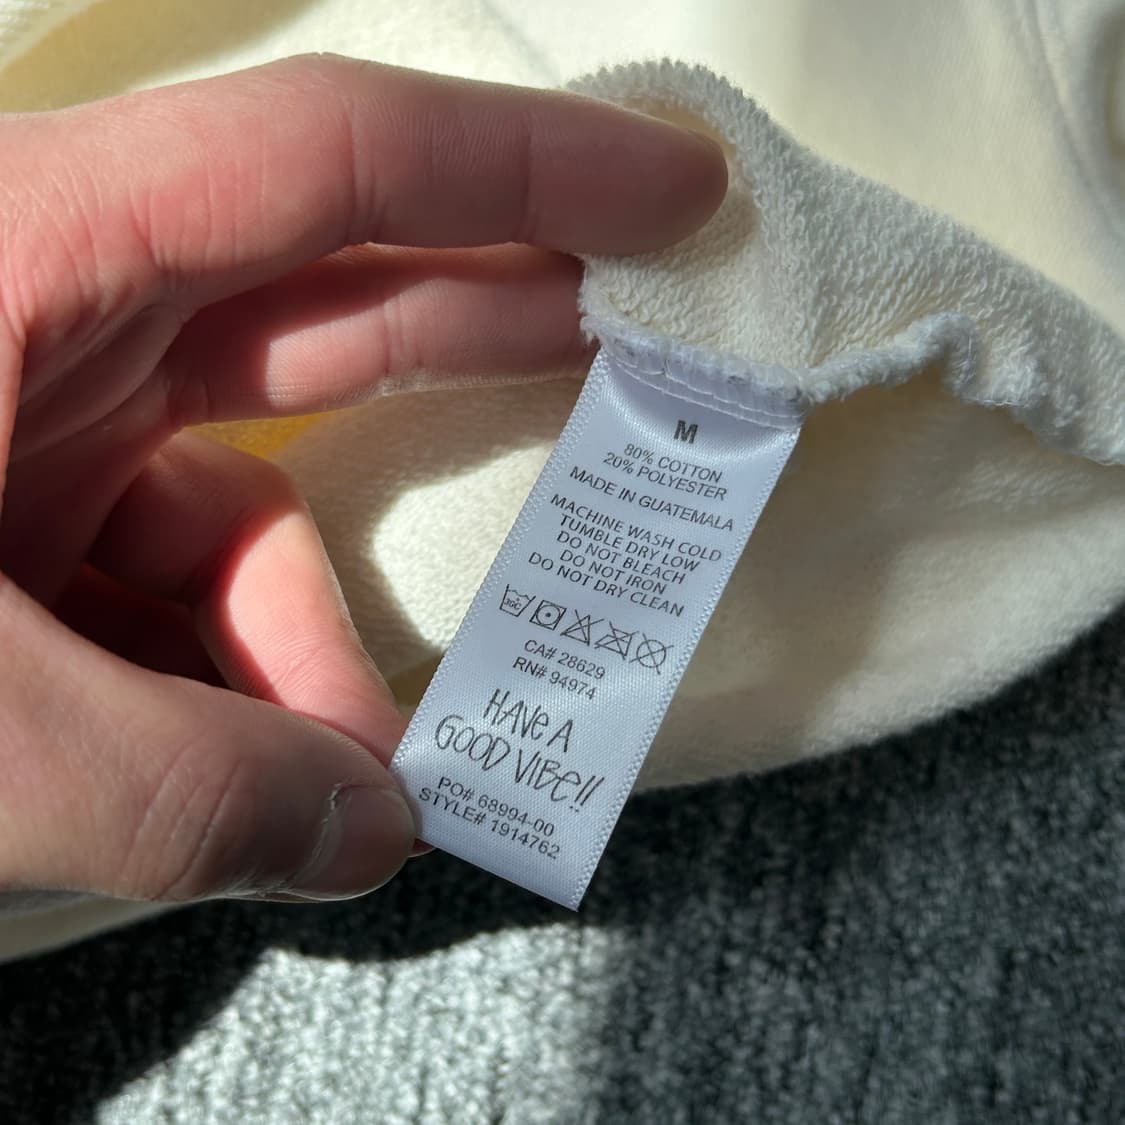 M
80% COTTON
20% POLYESTER
MADE IN GUATEMALA
MACHINE WASH COLD
TUMBLE DRY LOW
DO NOT BLEACH
DO NOT IRON
DO NOT DRY CLEAN
30C
CA# 28629
RN# 94974
HAVE A
GOOD VIBE!!
PO# 68994-00
STYLE# 1914762